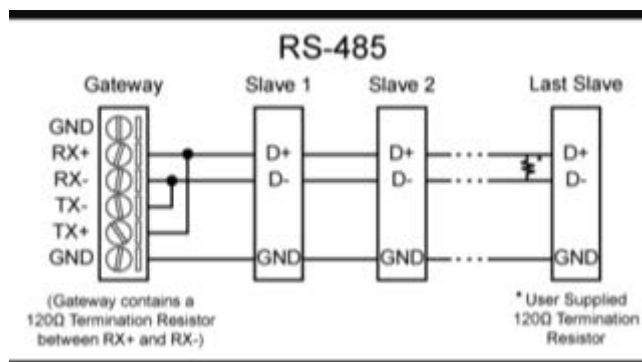 RS-485
Gateway Slave 1 Slave 2 Last Slave
GND
RX+ D+ D+ * D+
RX- D- D- D-
TX-
TX+
GND GND GND GND
(Gateway contains a
120Ω Termination Resistor
between RX+ and RX-)
* User Supplied
120Ω Termination
Resistor